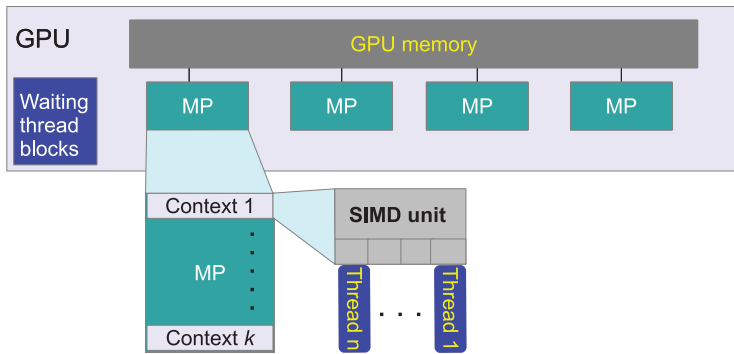 GPU
GPU memory
Waiting
thread
blocks
MP
MP
MP
MP
Context 1
SIMD unit
MP
Thread n
. . .
Thread 1
Context k